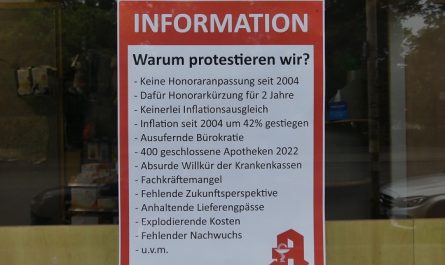 INFORMATION
Warum protestieren wir?
- Keine Honoraranpassung seit 2004
- Dafür Honorarkürzung für 2 Jahre
- Keinerlei Inflationsausgleich
- Inflation seit 2004 um 42% gestiegen
- Ausufernde Bürokratie
- 400 geschlossene Apotheken 2022
- Absurde Willkür der Krankenkassen
- Fachkräftemangel
- Fehlende Zukunftsperspektive
- Anhaltende Lieferengpässe
- Explodierende Kosten
- Fehlender Nachwuchs
- u.v.m.